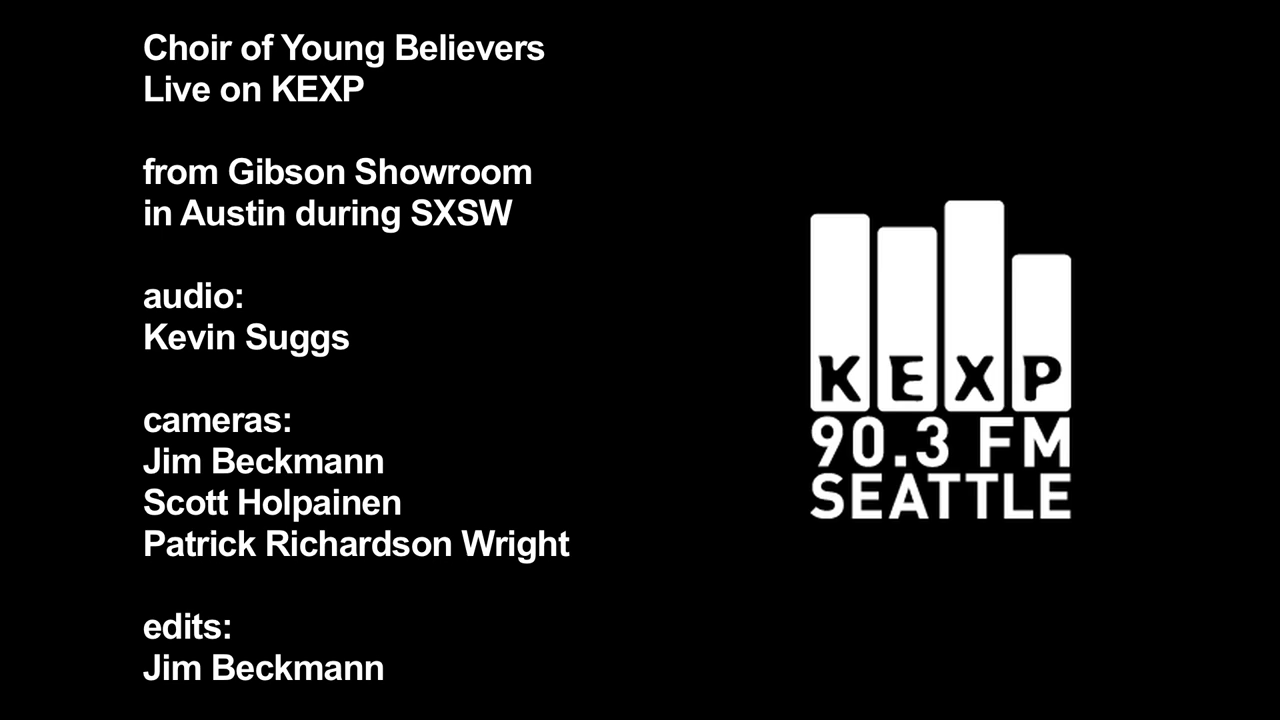 Choir of Young Believers
Live on KEXP
from Gibson Showroom
in Austin during SXSW
audio:
Kevin Suggs
cameras:
Jim Beckmann
Scott Holpainen
Patrick Richardson Wright
edits:
Jim Beckmann
KEXP
90.3 FM
SEATTLE